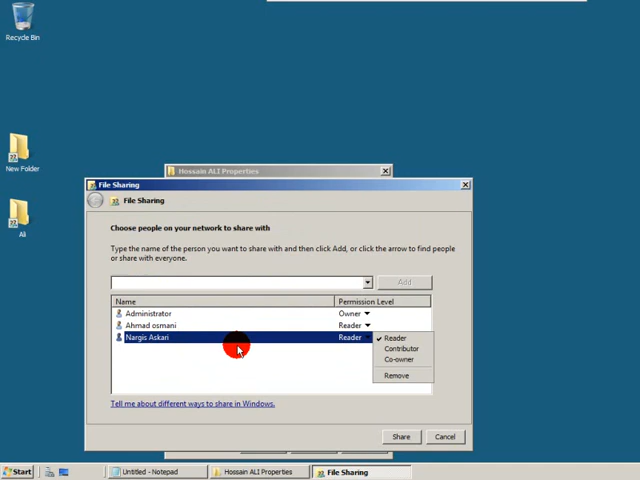 Recycle Bin
New Folder
Ali
Hossain ALI Properties
File Sharing
File Sharing
Choose people on your network to share with
Type the name of the person you want to share with and then click Add, or click the arrow to find people
or share with everyone.
Add
Name Permission Level
Administrator Owner
Ahmad osmani Reader
Nargis Askari Reader
Reader
Contributor
Co-owner
Remove
Tell me about different ways to share in Windows.
Share Cancel
Start Untitled - Notepad Hossain ALI Properties File Sharing